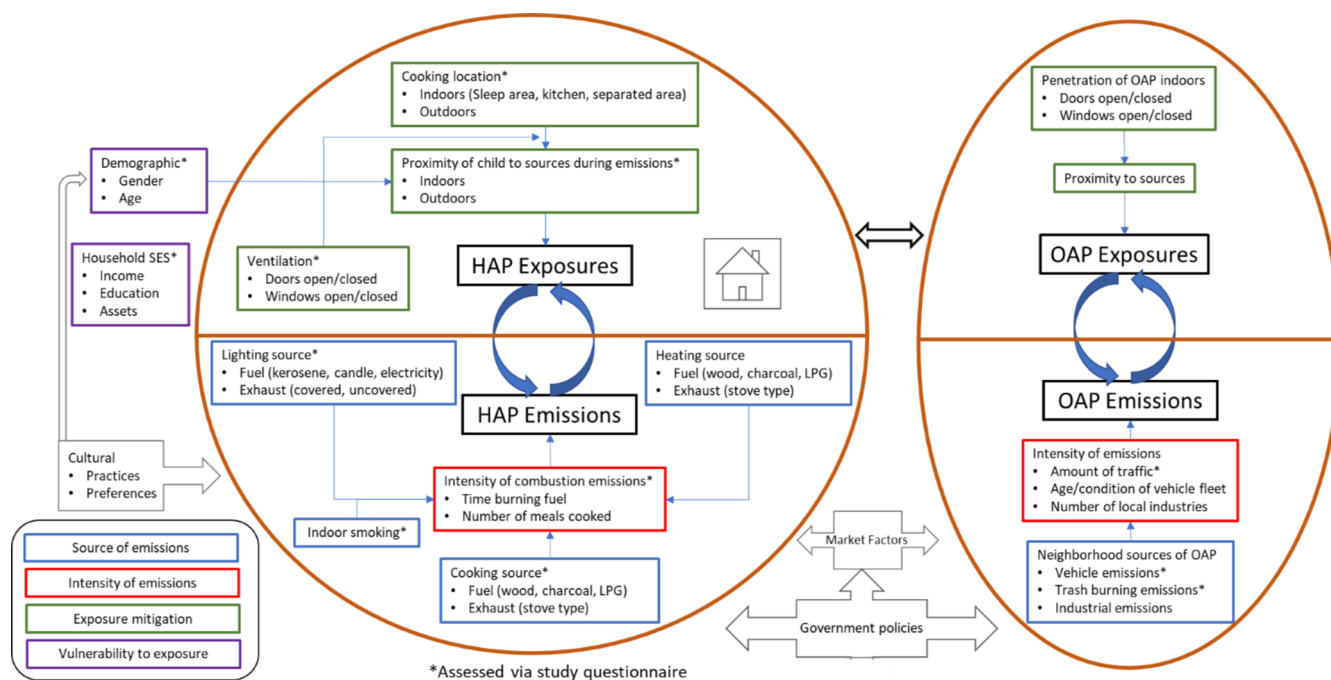 Cooking location*
• Indoors (Sleep area, kitchen, separated area)
• Outdoors
Penetration of OAP indoors
• Doors open/closed
• Windows open/closed
Demographic*
• Gender
• Age
Proximity of child to sources during emissions*
• Indoors
• Outdoors
Proximity to sources
Household SES*
• Income
• Education
• Assets
Ventilation*
• Doors open/closed
• Windows open/closed
HAP Exposures
OAP Exposures
Lighting source*
• Fuel (kerosene, candle, electricity)
• Exhaust (covered, uncovered)
Heating source
• Fuel (wood, charcoal, LPG)
• Exhaust (stove type)
HAP Emissions
OAP Emissions
Cultural
• Practices
• Preferences
Intensity of combustion emissions*
• Time burning fuel
• Number of meals cooked
Intensity of emissions
• Amount of traffic*
• Age/condition of vehicle fleet
• Number of local industries
Indoor smoking*
Market Factors
Source of emissions
Intensity of emissions
Exposure mitigation
Vulnerability to exposure
Cooking source*
• Fuel (wood, charcoal, LPG)
• Exhaust (stove type)
Neighborhood sources of OAP
• Vehicle emissions*
• Trash burning emissions*
• Industrial emissions
Government policies
*Assessed via study questionnaire